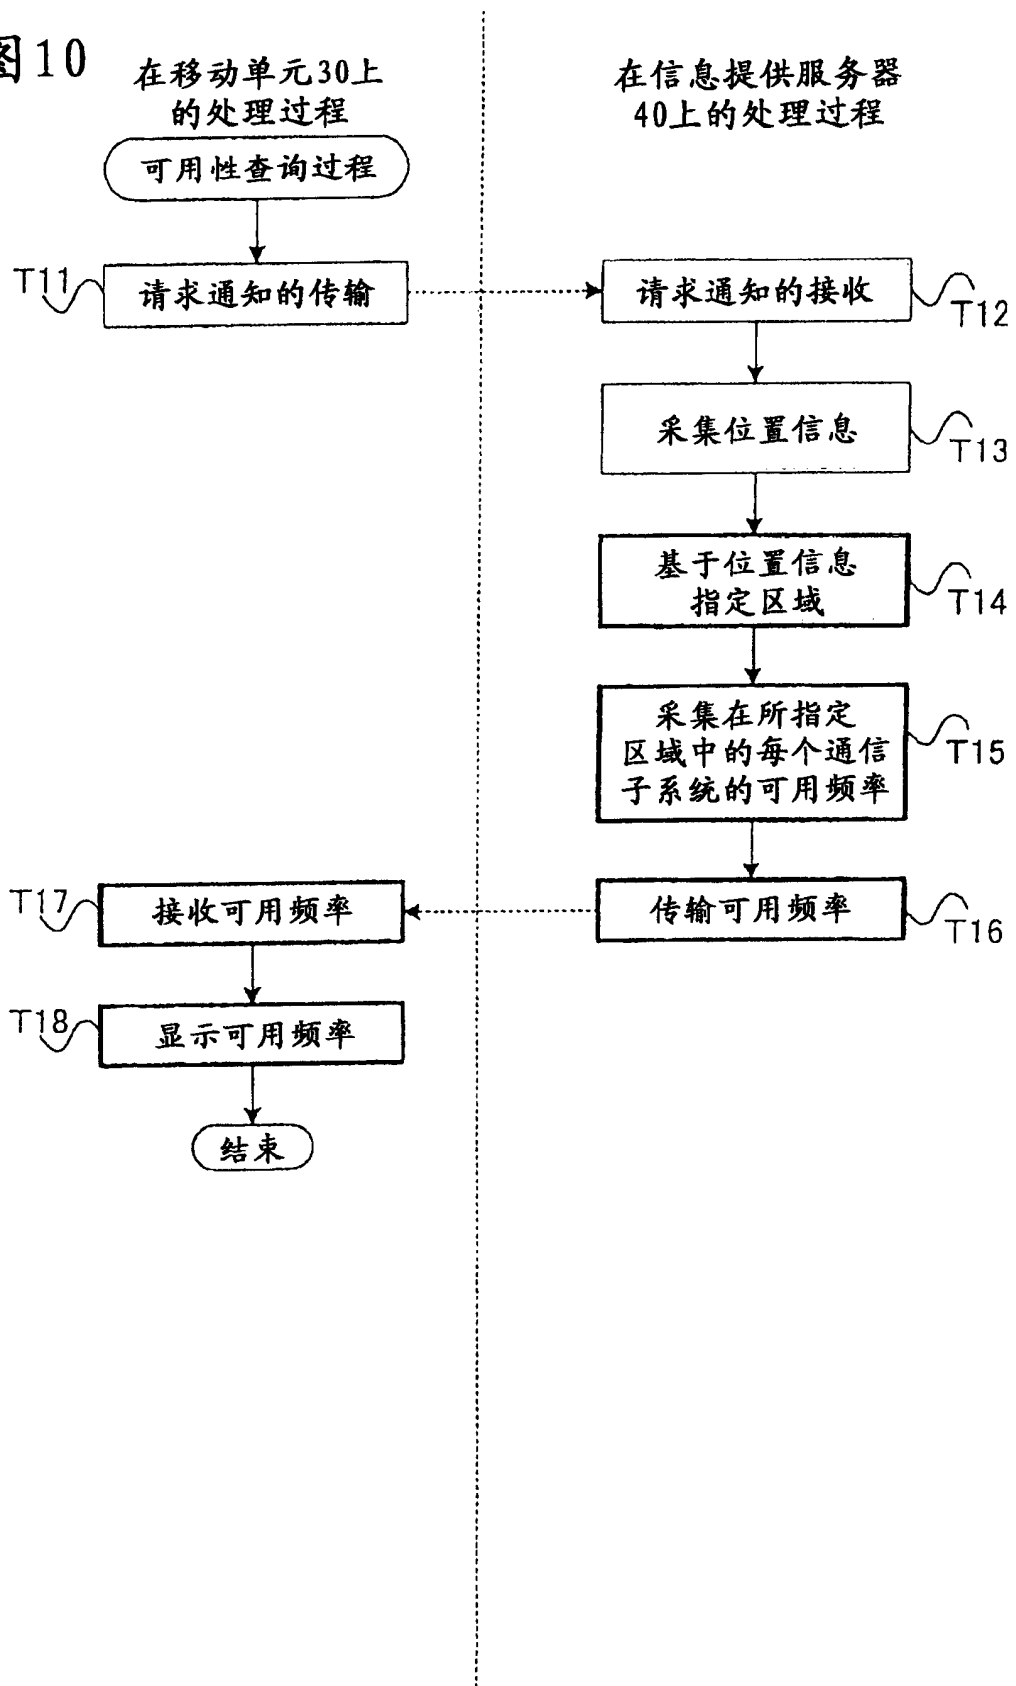 图10
在移动单元30上
的处理过程
在信息提供服务器
40上的处理过程
可用性查询过程
T11
请求通知的传输
请求通知的接收
T12
采集位置信息
T13
基于位置信息
指定区域
T14
采集在所指定
区域中的每个通信
子系统的可用频率
T15
T17
接收可用频率
传输可用频率
T16
T18
显示可用频率
结束